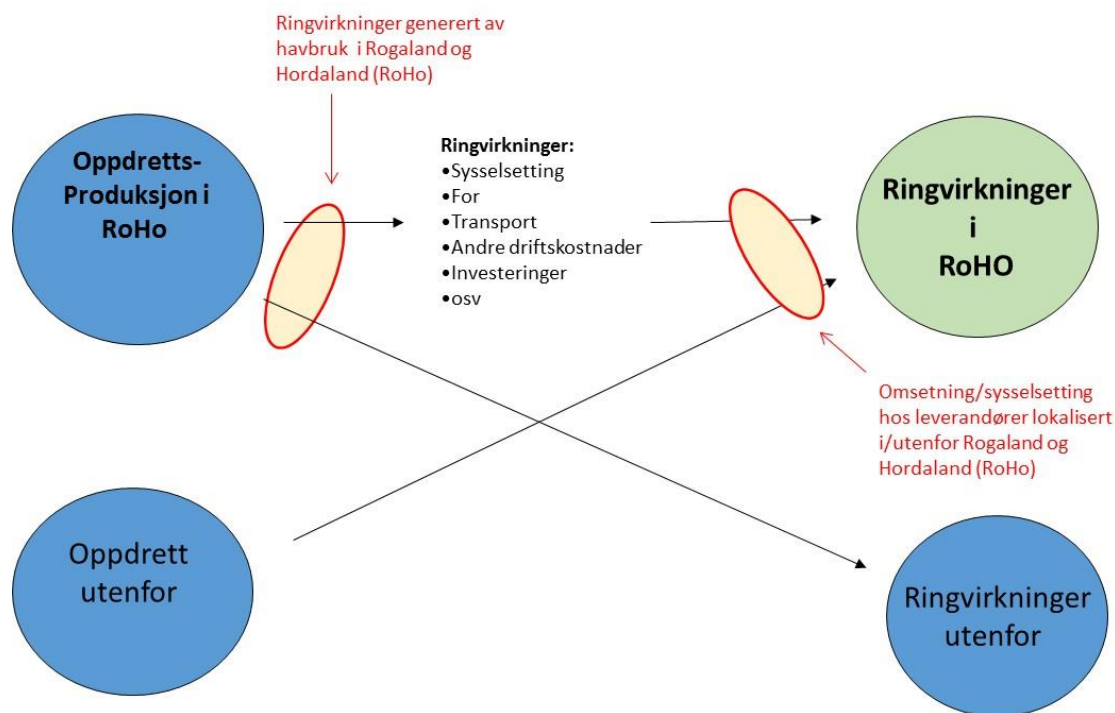 Ringvirkninger generert av
havbruk i Rogaland og
Hordaland (RoHo)
Oppdretts-
Produksjon i
RoHo
Ringvirkninger:
•Sysselsetting
•For
•Transport
•Andre driftskostnader
•Investeringer
•osv
Ringvirkninger
i
RoHO
Omsetning/sysselsetting
hos leverandører lokalisert
i/utenfor Rogaland og
Hordaland (RoHo)
Oppdrett
utenfor
Ringvirkninger
utenfor